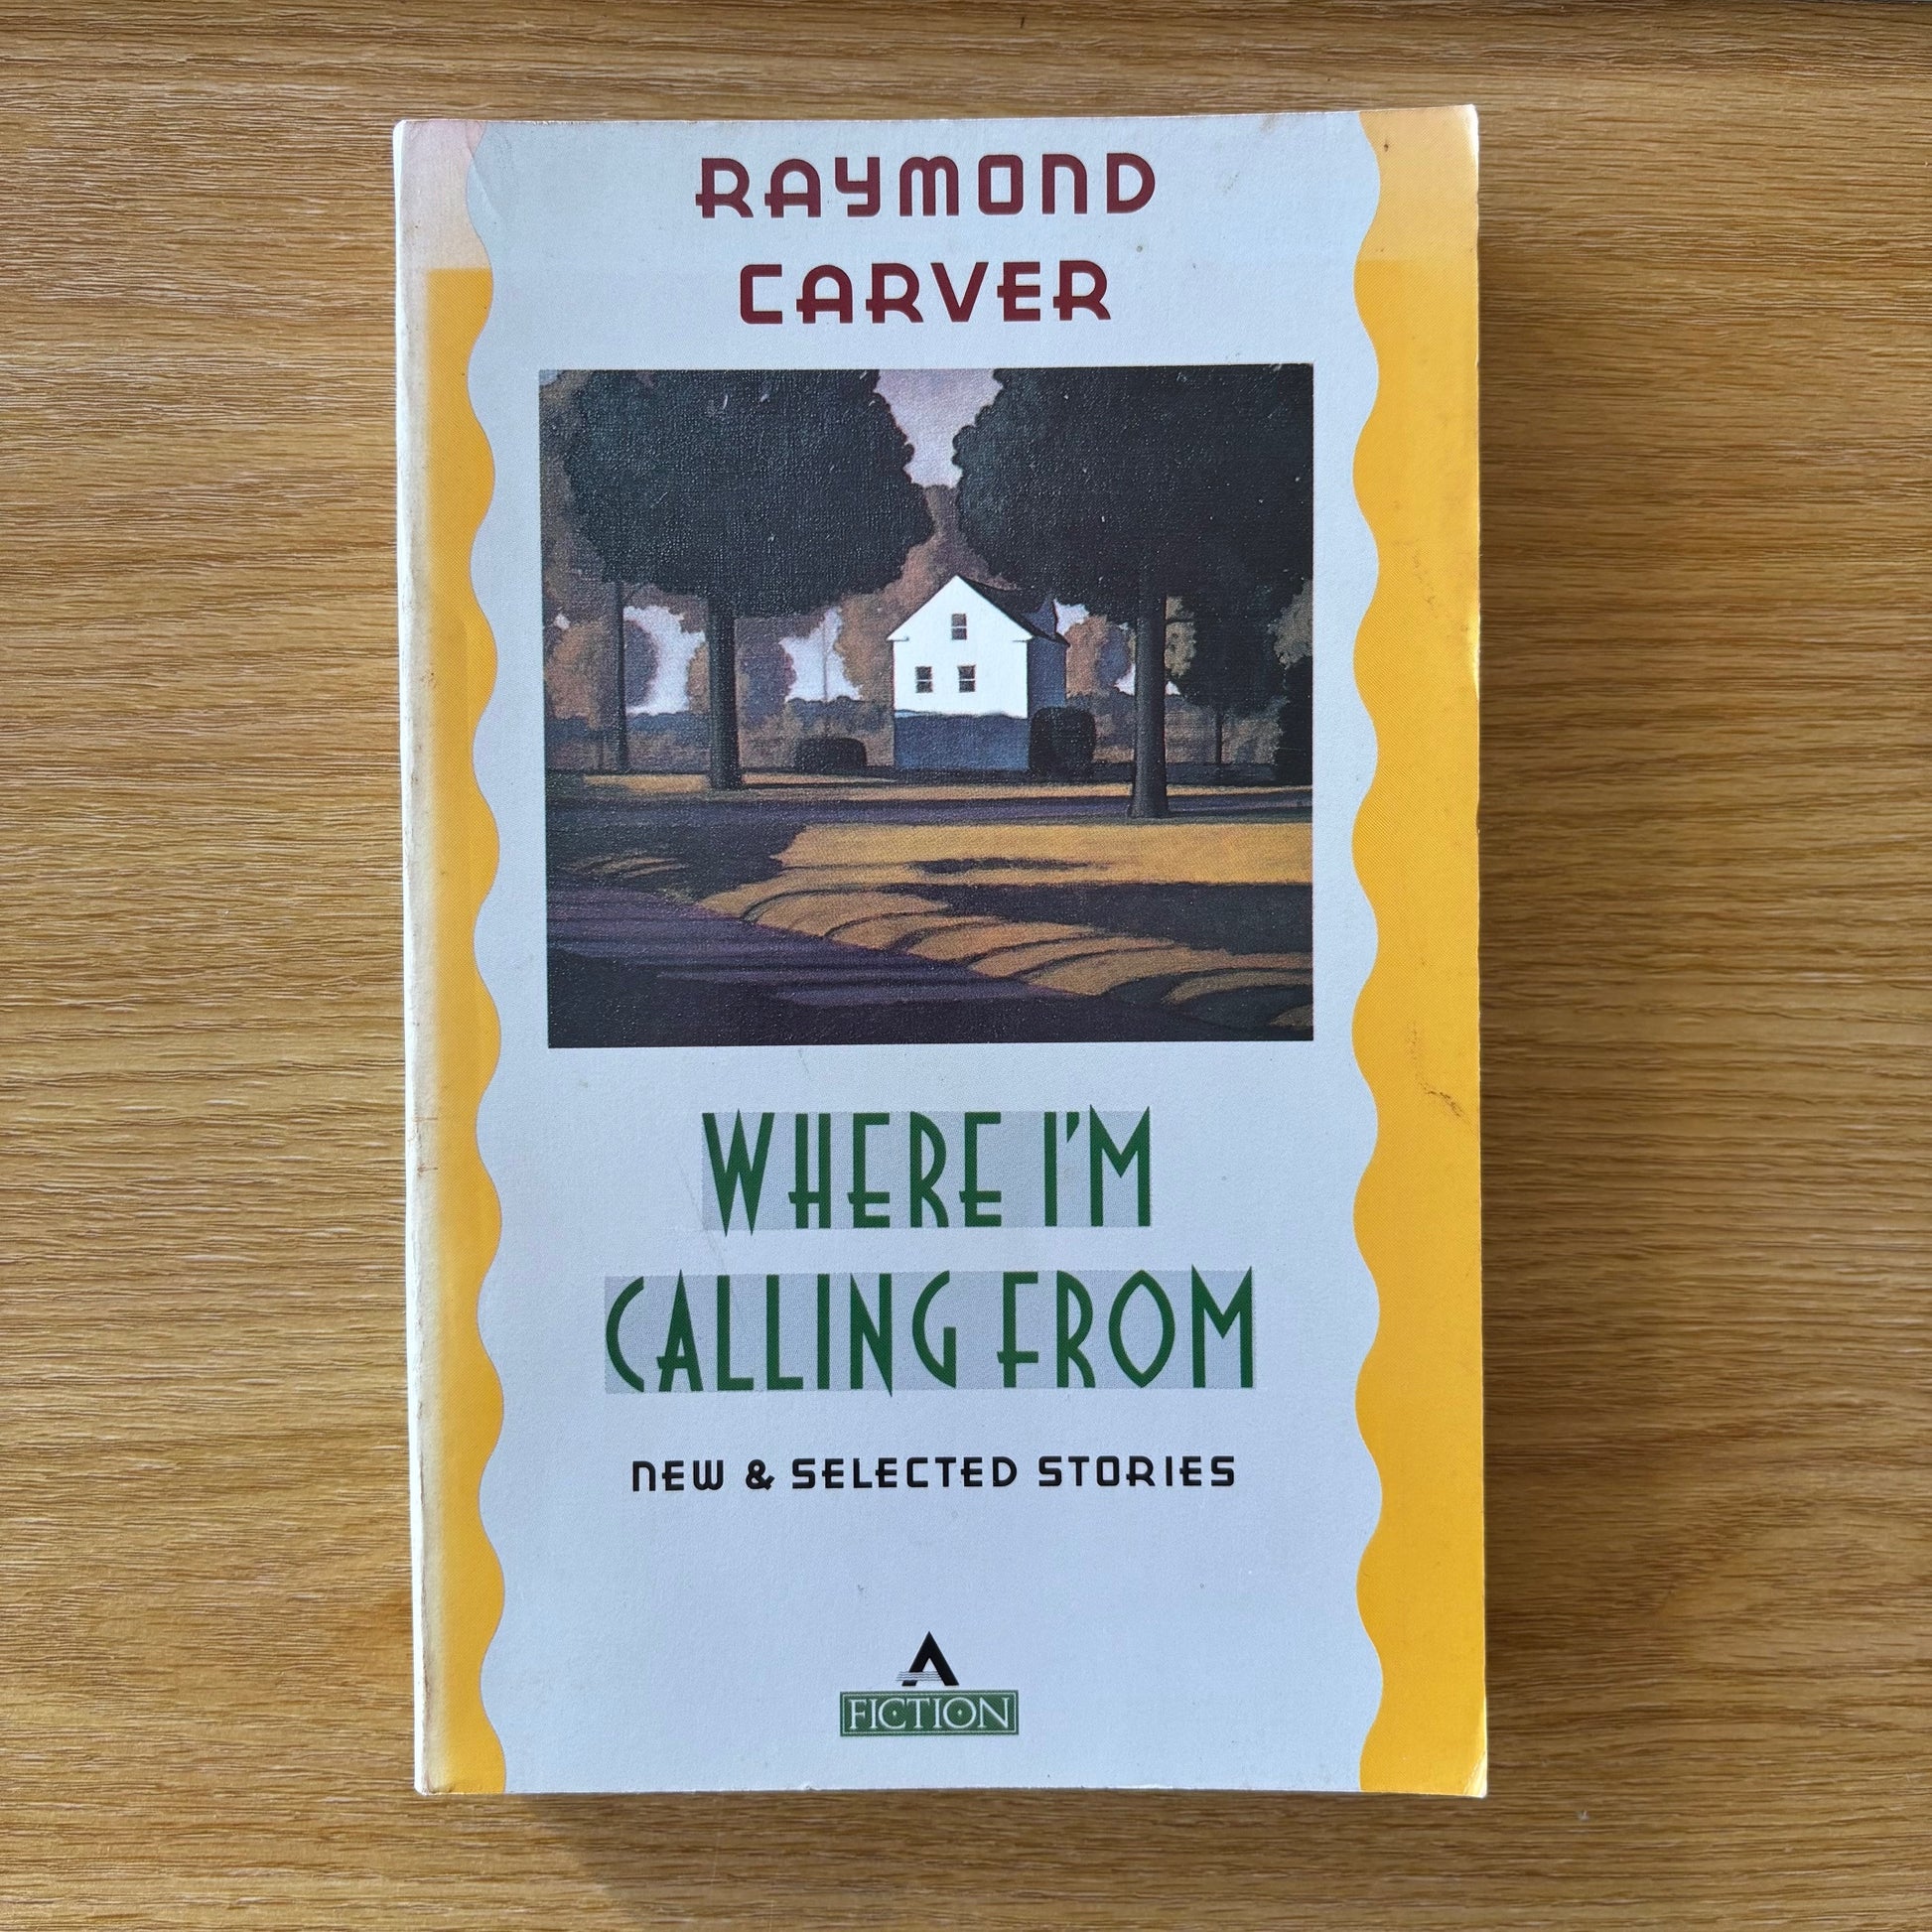 RAYMOND
CARVER
WHERE I'M
CALLING FROM
NEW & SELECTED STORIES
A
FICTION